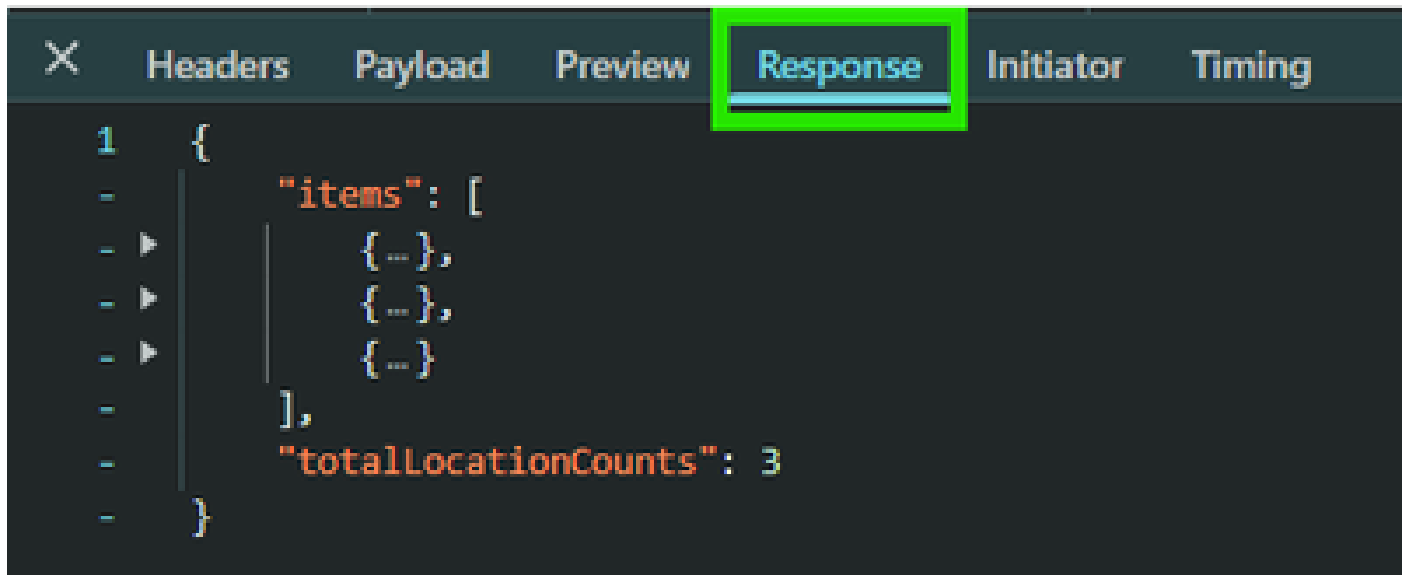 × Headers Payload Preview Response Initiator Timing
1 {
- "items": [
- {…},
- {…},
- {…}
- ],
- "totalLocationCounts": 3
- }